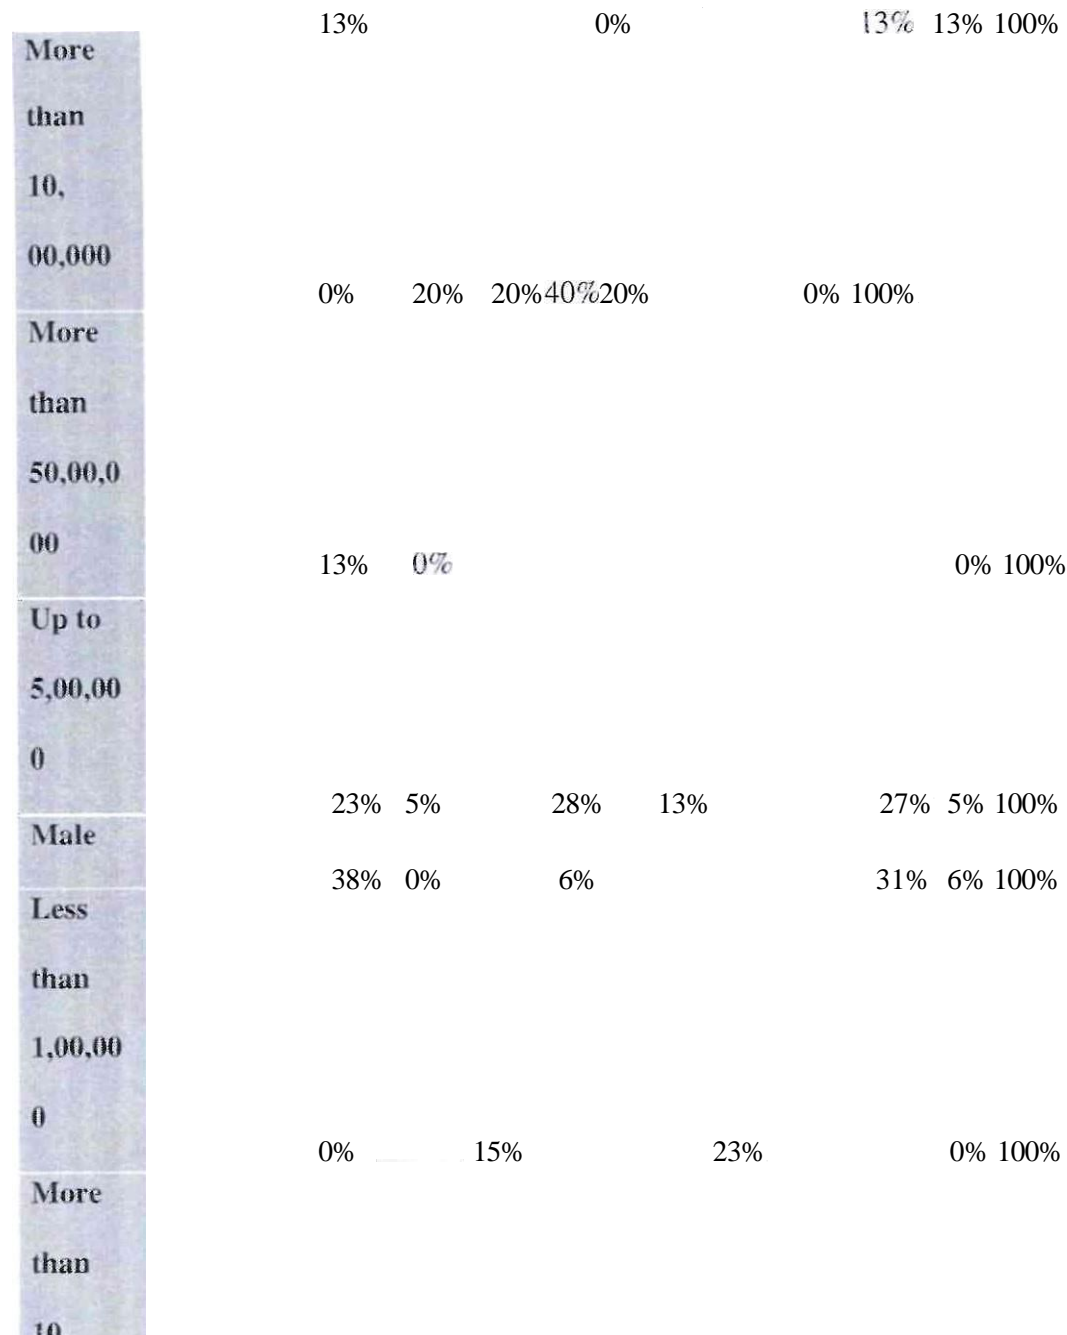 13% 0% 13% 13% 100%
More
than
10,
00,000
0% 20% 20% 40% 20% 0% 100%
More
than
50,00,0
00
13% 0% 0% 100%
Up to
5,00,00
0
23% 5% 28% 13% 27% 5% 100%
Male
38% 0% 6% 31% 6% 100%
Less
than
1,00,00
0
0% 15% 23% 0% 100%
More
than
10